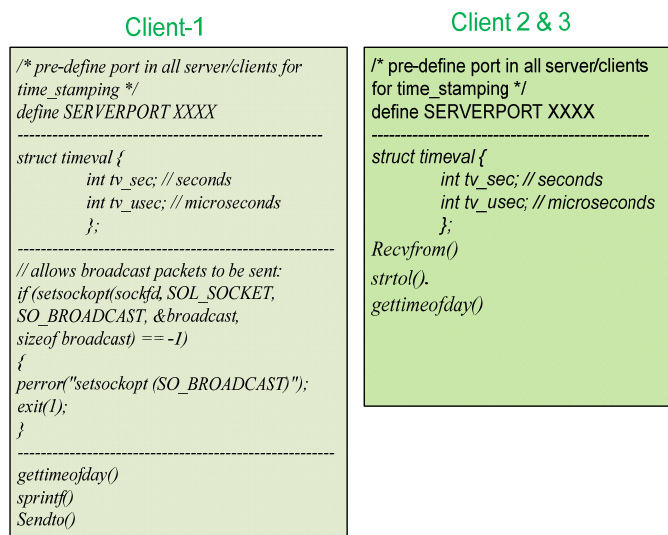 Client-1
/* pre-define port in all server/clients for
time_stamping */
define SERVERPORT XXXX
-----------------------------------------------------
struct timeval {
int tv_sec; // seconds
int tv_usec; // microseconds
};
-------------------------------------------------------
// allows broadcast packets to be sent:
if (setsockopt(sockfd, SOL_SOCKET,
SO_BROADCAST, &broadcast,
sizeof broadcast) == -1)
{
perror("setsockopt (SO_BROADCAST)");
exit(1);
}
-------------------------------------------------------
gettimeofday()
sprintf()
Sendto()
Client 2 & 3
/* pre-define port in all server/clients
for time_stamping */
define SERVERPORT XXXX
------------------------------------------------
struct timeval {
int tv_sec; // seconds
int tv_usec; // microseconds
};
Recvfrom()
strtol().
gettimeofday()